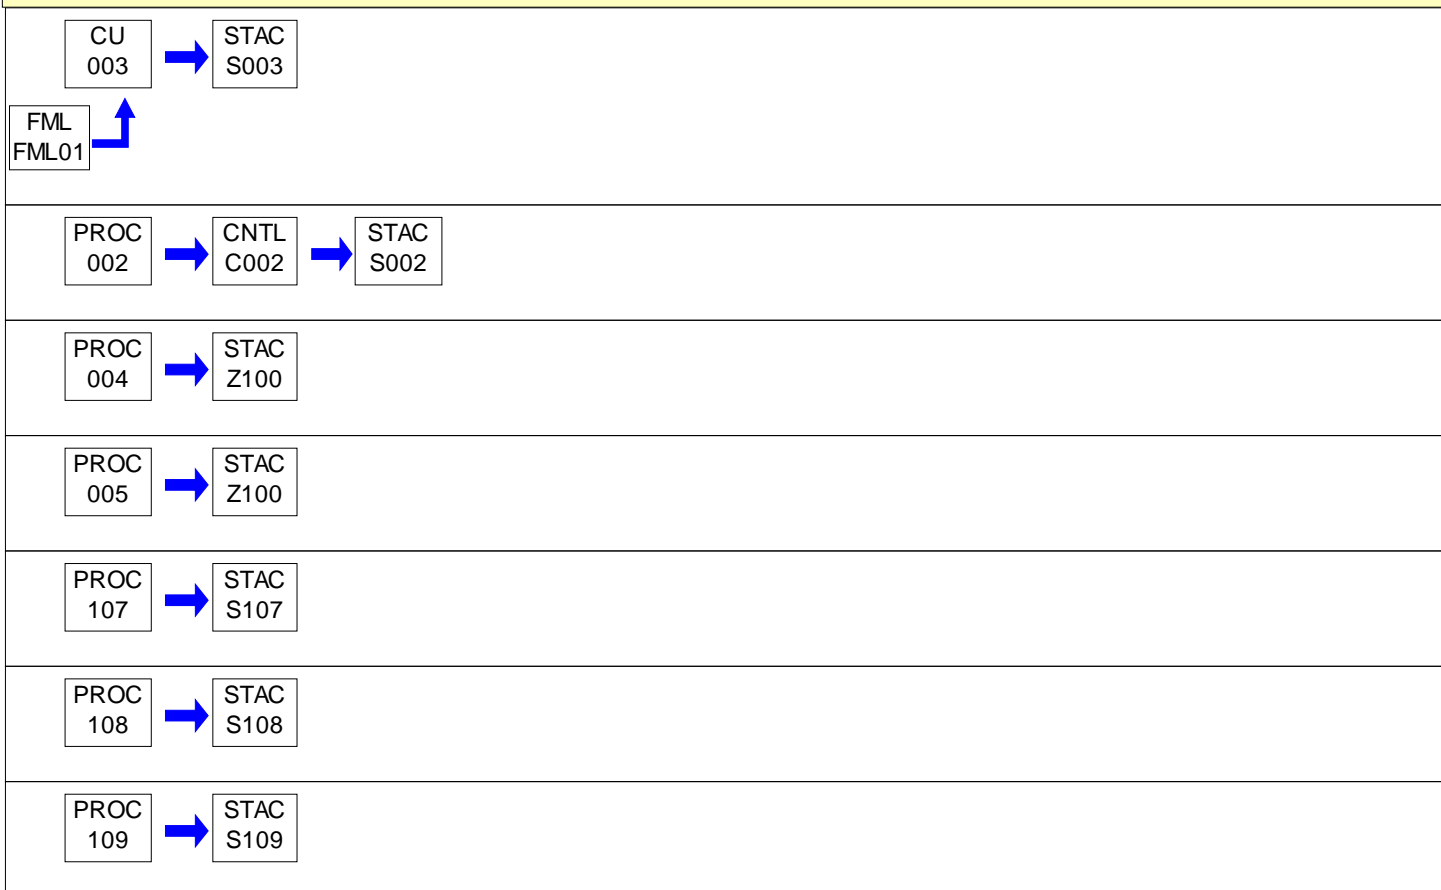 CU
003
STAC
S003
FML
FML01
PROC
002
CNTL
C002
STAC
S002
PROC
004
STAC
Z100
PROC
005
STAC
Z100
PROC
107
STAC
S107
PROC
108
STAC
S108
PROC
109
STAC
S109